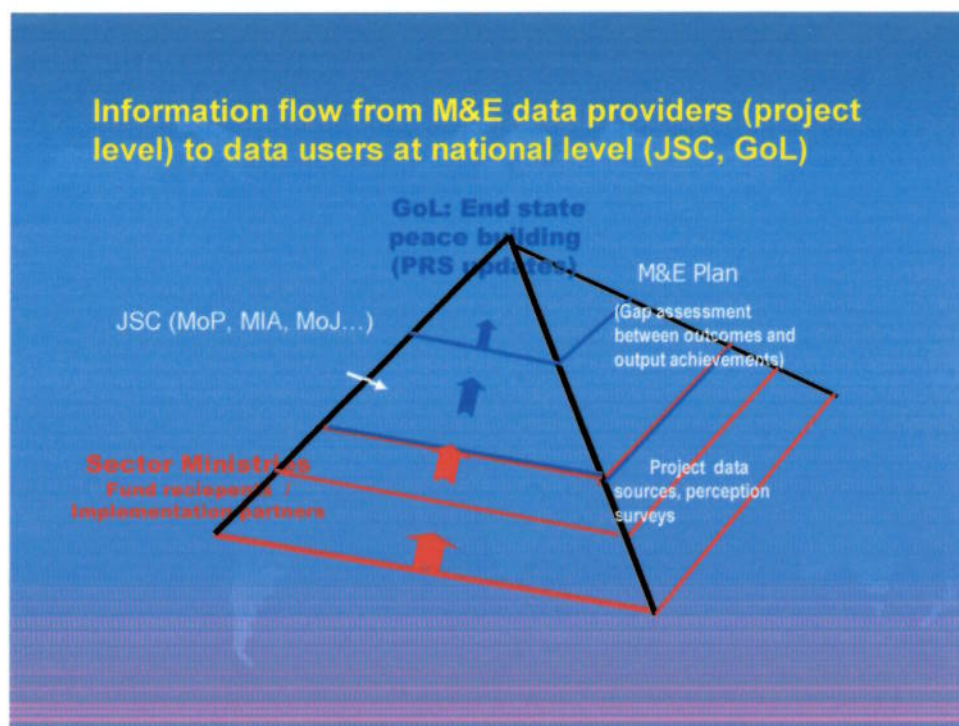 Information flow from M&E data providers (project
level) to data users at national level (JSC, GoL)
GoL: End state
peace building
(PRS updates)
M&E Plan
(Gap assessment
between outcomes and
output achievements)
JSC (MoP, MIA, MoJ...)
Sector Ministries
Fund reciepents /
Implementation partners
Project data
sources, perception
surveys